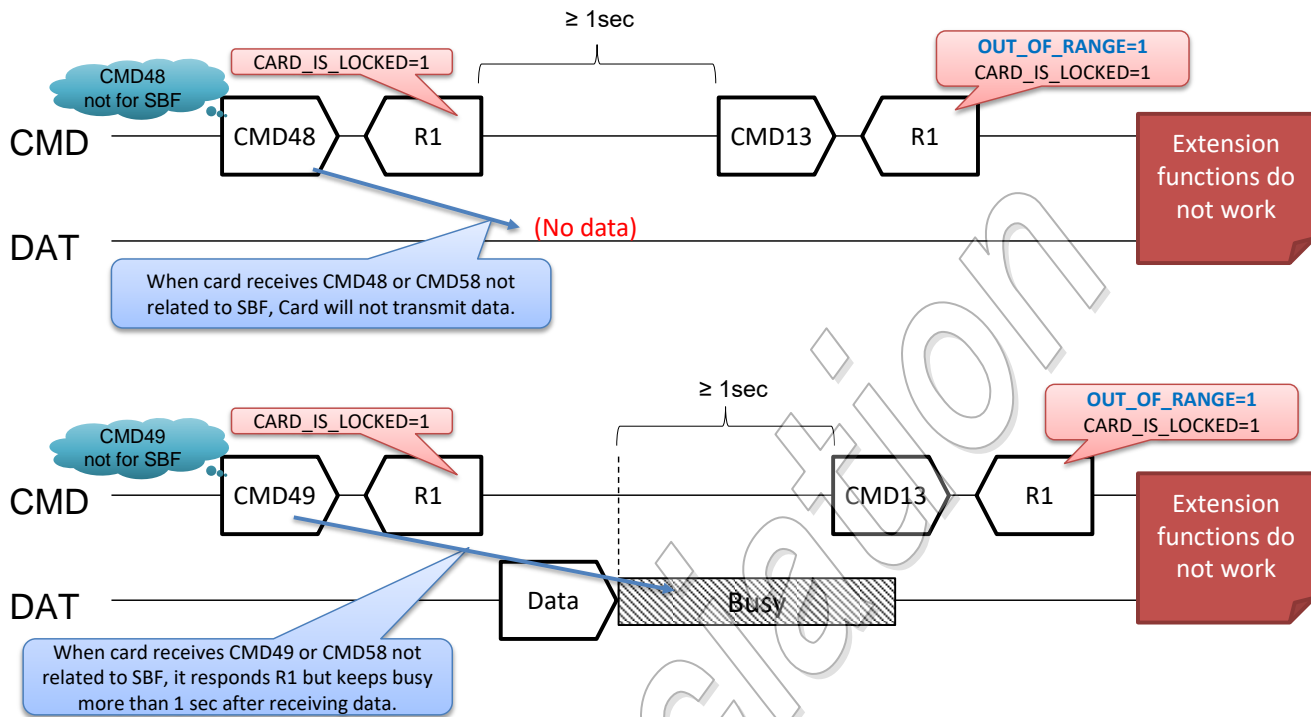 ≥ 1sec
CMD48
not for SBF
CARD_IS_LOCKED=1
OUT_OF_RANGE=1
CARD_IS_LOCKED=1
CMD
CMD48
R1
CMD13
R1
Extension
functions do
not work
DAT
(No data)
When card receives CMD48 or CMD58 not
related to SBF, Card will not transmit data.
≥ 1sec
CMD49
not for SBF
CARD_IS_LOCKED=1
OUT_OF_RANGE=1
CARD_IS_LOCKED=1
CMD
CMD49
R1
CMD13
R1
Extension
functions do
not work
DAT
Data
Busy
When card receives CMD49 or CMD58 not
related to SBF, it responds R1 but keeps busy
more than 1 sec after receiving data.